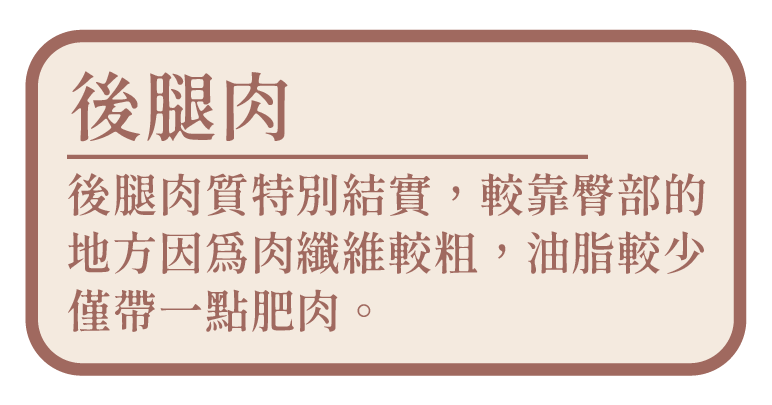 後腿肉
後腿肉質特別結實，較靠臀部的
地方因爲肉纖維較粗，油脂較少
僅帶一點肥肉。